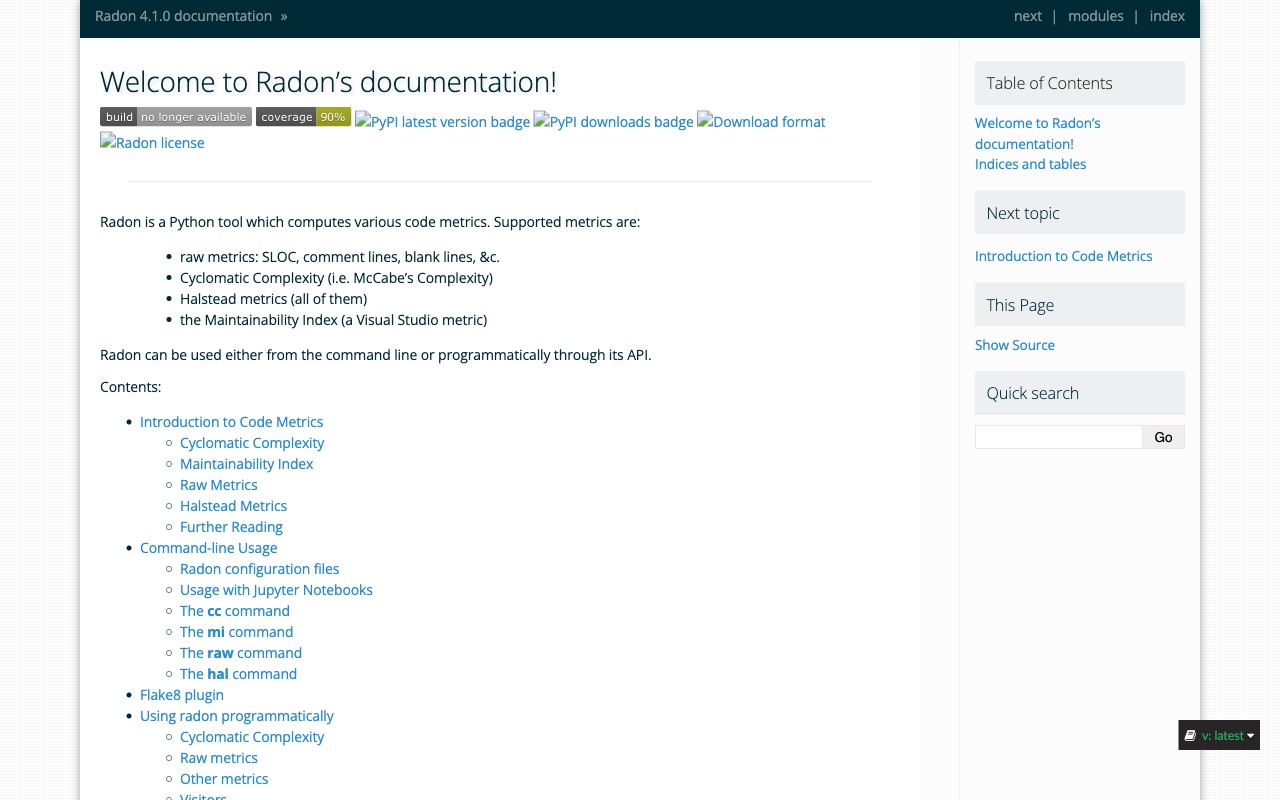 Radon 4.1.0 documentation » next | modules | index
Welcome to Radon’s documentation!
build no longer available coverage 90% PyPI latest version badge PyPI downloads badge Download format
Radon license
Radon is a Python tool which computes various code metrics. Supported metrics are:
• raw metrics: SLOC, comment lines, blank lines, &c.
• Cyclomatic Complexity (i.e. McCabe’s Complexity)
• Halstead metrics (all of them)
• the Maintainability Index (a Visual Studio metric)
Radon can be used either from the command line or programmatically through its API.
Contents:
• Introduction to Code Metrics
◦ Cyclomatic Complexity
◦ Maintainability Index
◦ Raw Metrics
◦ Halstead Metrics
◦ Further Reading
• Command-line Usage
◦ Radon configuration files
◦ Usage with Jupyter Notebooks
◦ The cc command
◦ The mi command
◦ The raw command
◦ The hal command
• Flake8 plugin
• Using radon programmatically
◦ Cyclomatic Complexity
◦ Raw metrics
◦ Other metrics
◦ Visitors
Table of Contents
Welcome to Radon’s
documentation!
Indices and tables
Next topic
Introduction to Code Metrics
This Page
Show Source
Quick search
Go
v: latest